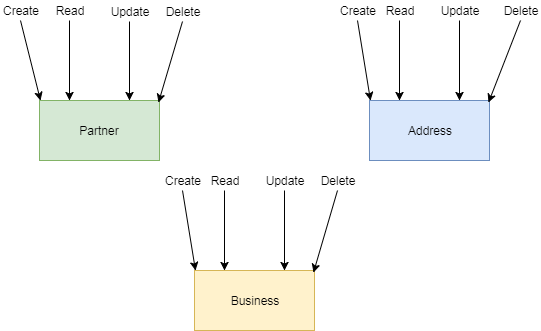 Create Read Update Delete
Partner
Create Read Update Delete
Address
Create Read Update Delete
Business